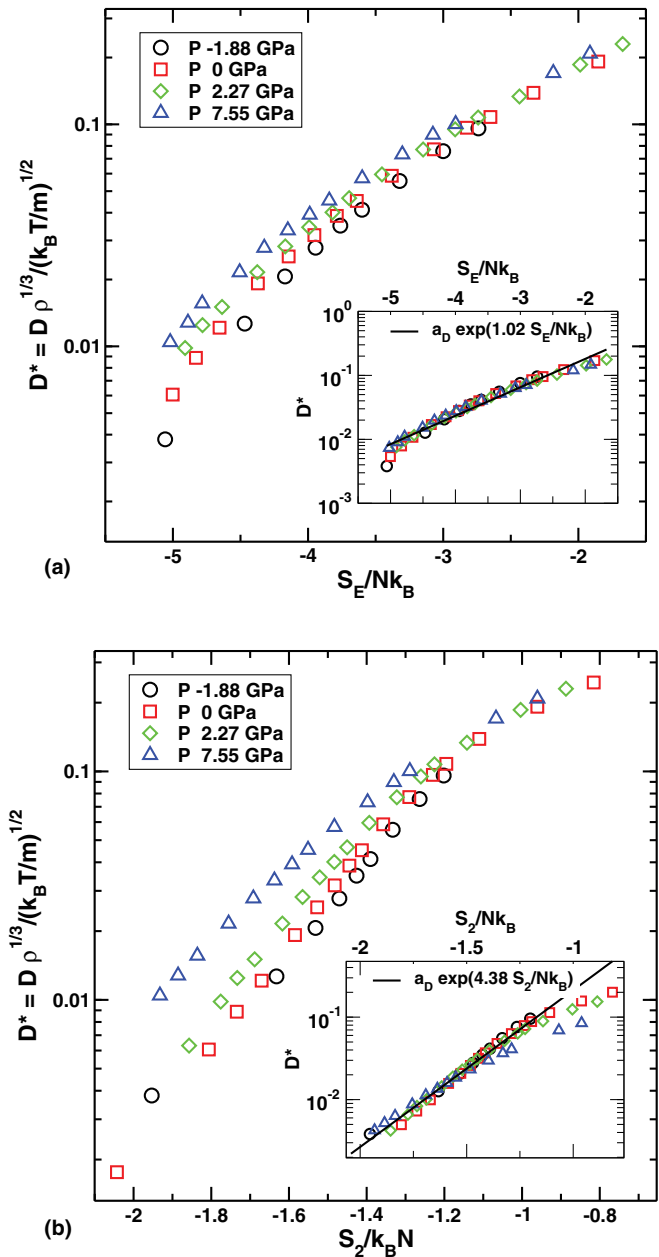 P -1.88 GPa
P 0 GPa
P 2.27 GPa
P 7.55 GPa
D* = D ρ^{1/3}/(k_B T/m)^{1/2}
0.1
0.01
S_E/Nk_B
-5 -4 -3 -2
a_D exp(1.02 S_E/Nk_B)
D*
10^0
10^{-1}
10^{-2}
10^{-3}
-5 -4 -3 -2
(a) S_E/Nk_B
P -1.88 GPa
P 0 GPa
P 2.27 GPa
P 7.55 GPa
D* = D ρ^{1/3}/(k_B T/m)^{1/2}
0.1
0.01
S_2/Nk_B
-2 -1.5 -1
a_D exp(4.38 S_2/Nk_B)
D*
10^{-1}
10^{-2}
-2 -1.8 -1.6 -1.4 -1.2 -1 -0.8
(b) S_2/k_BN